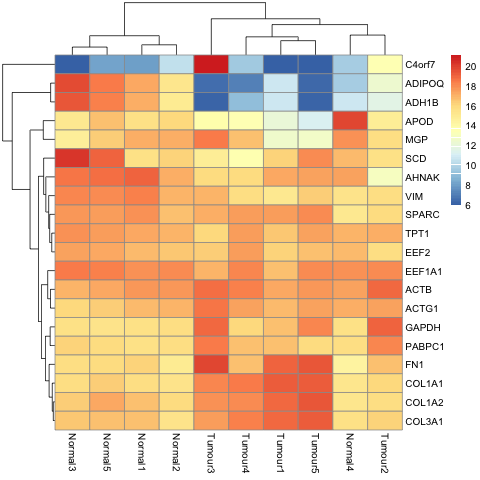 C4orf7
ADIPOQ
ADH1B
APOD
MGP
SCD
AHNAK
VIM
SPARC
TPT1
EEF2
EEF1A1
ACTB
ACTG1
GAPDH
PABPC1
FN1
COL1A1
COL1A2
COL3A1
20
18
16
14
12
10
8
6
Normal3
Normal5
Normal1
Normal2
Tumour3
Tumour4
Tumour1
Tumour5
Normal4
Tumour2